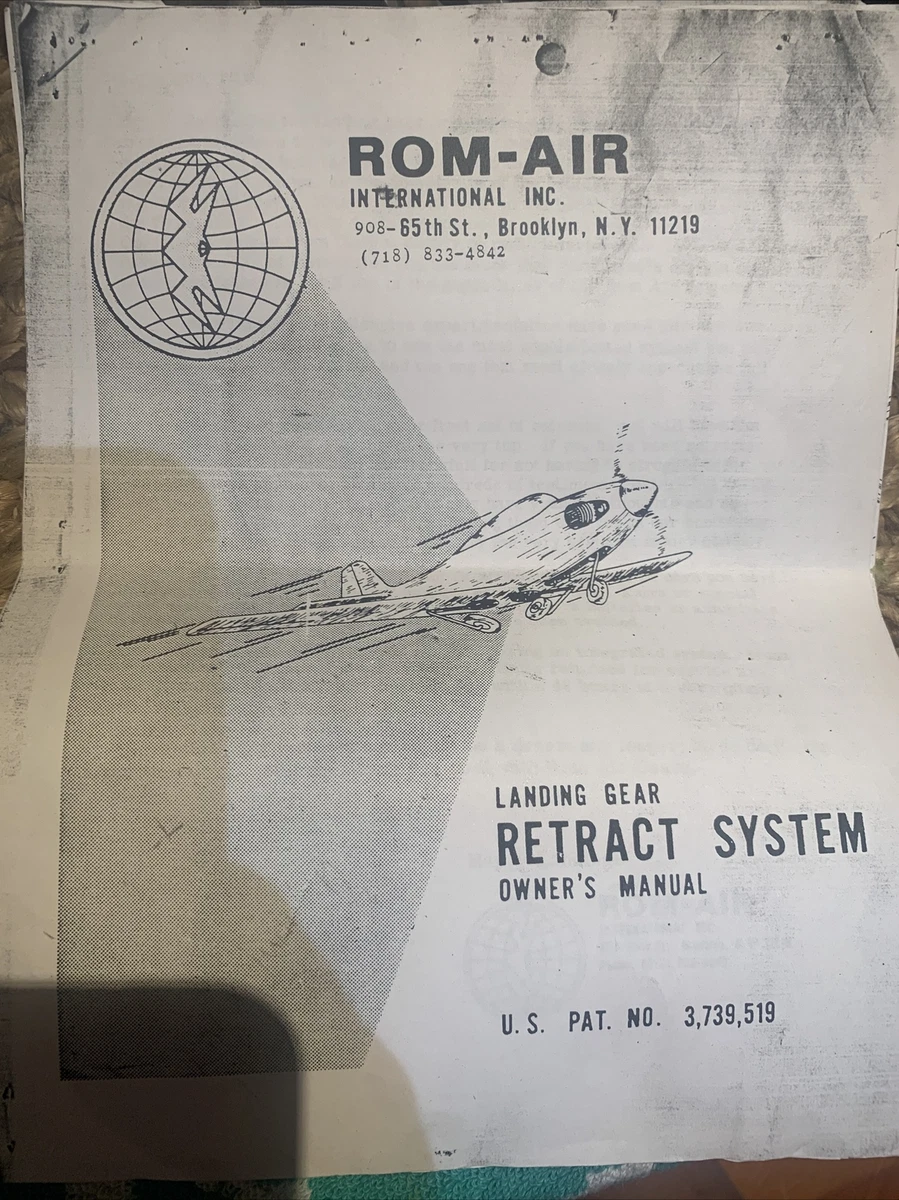 ROM-AIR
INTERNATIONAL INC.
908-65th St., Brooklyn, N.Y. 11219
(718) 833-4842
LANDING GEAR
RETRACT SYSTEM
OWNER'S MANUAL
U.S. PAT. NO. 3,739,519